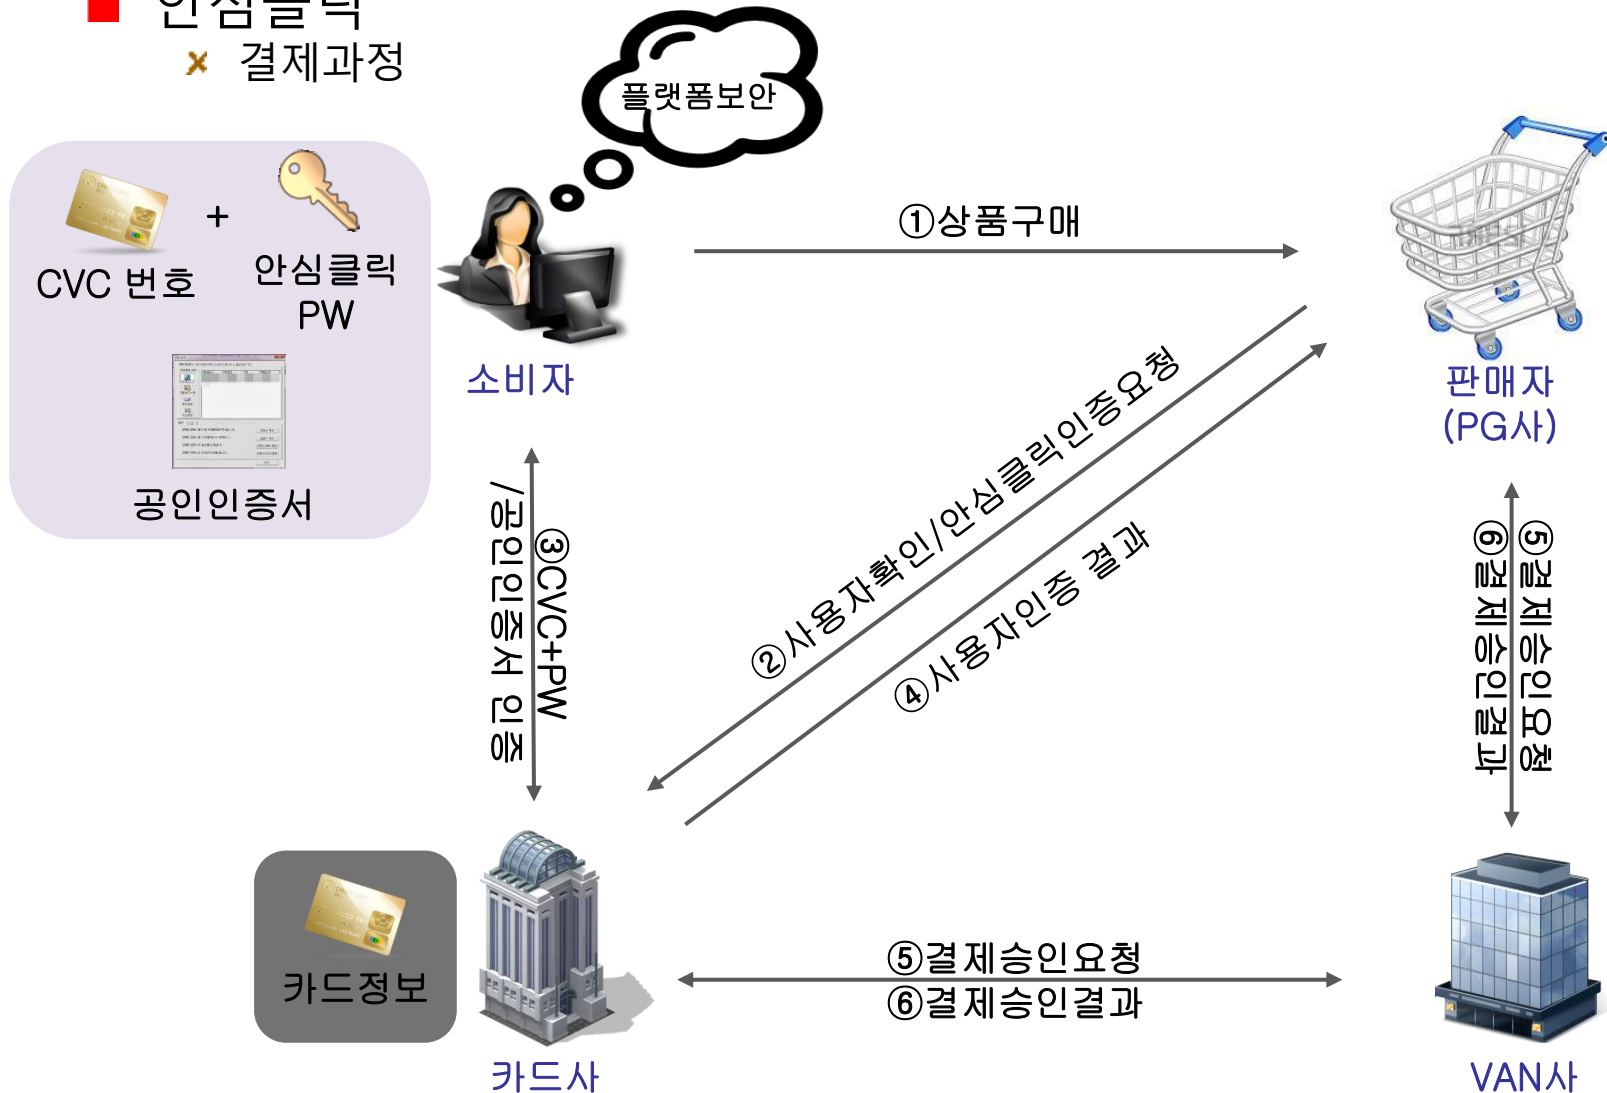 안심클릭
결제과정
플랫폼보안
+
CVC 번호
안심클릭
PW
공인인증서
소비자
①상품구매
판매자
(PG사)
②사용자확인/안심클릭인증요청
④사용자인증 결과
③CVC+PW
/공인인증서 인증
⑤결제승인요청
⑥결제승인결과
카드정보
카드사
⑤결제승인요청
⑥결제승인결과
VAN사